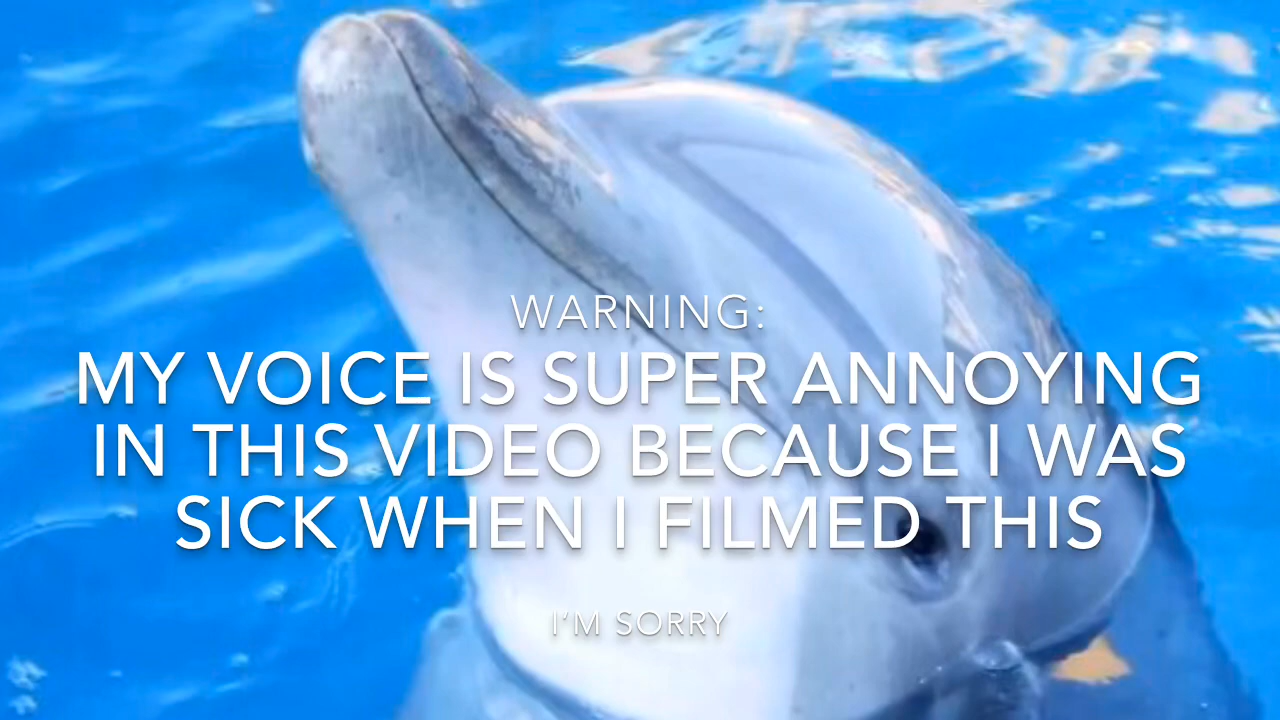 WARNING:
MY VOICE IS SUPER ANNOYING
IN THIS VIDEO BECAUSE I WAS
SICK WHEN I FILMED THIS
I'M SORRY